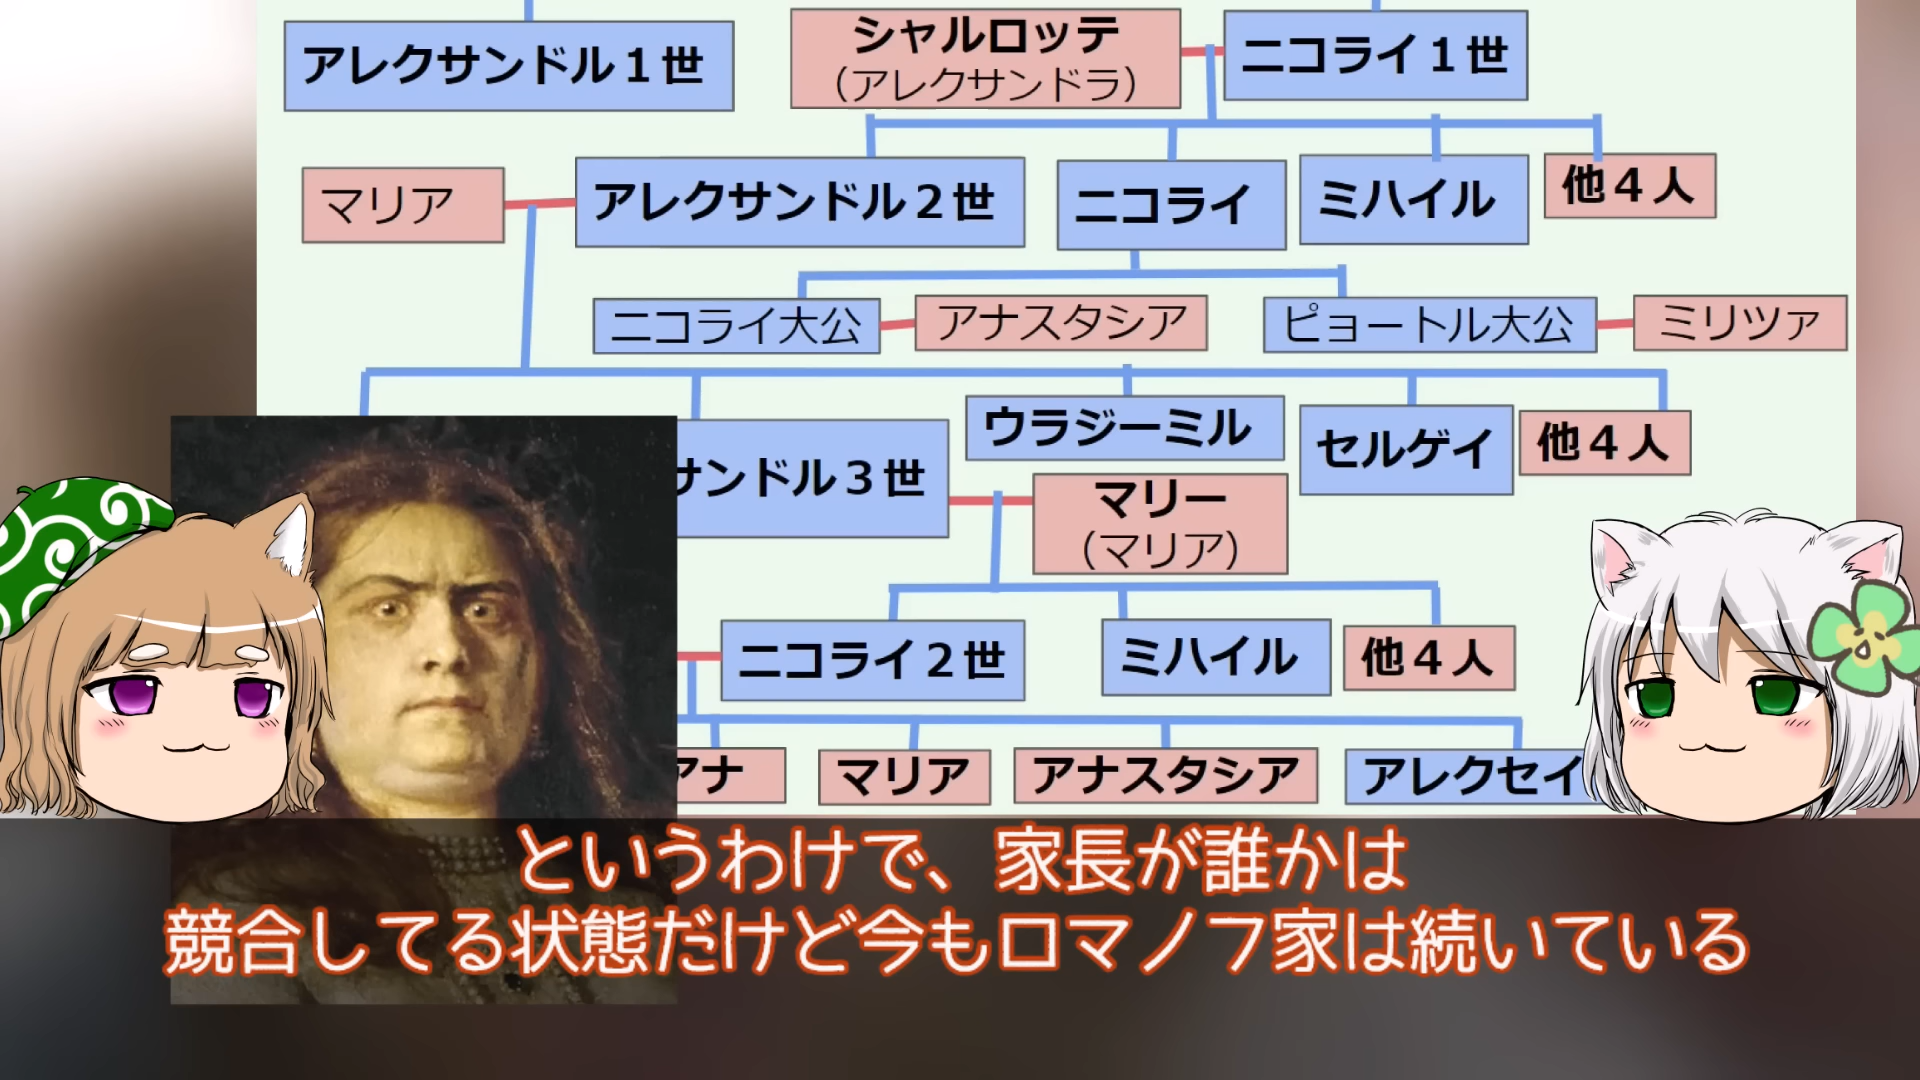 アレクサンドル１世
シャルロッテ
（アレクサンドラ）
ニコライ１世
マリア
アレクサンドル２世
ニコライ
ミハイル
他４人
ニコライ大公
アナスタシア
ピョートル大公
ミリツァ
サンドル３世
ウラジーミル
マリー
（マリア）
セルゲイ
他４人
ニコライ２世
ミハイル
他４人
アナ
マリア
アナスタシア
アレクセイ
というわけで、家長が誰かは
競合してる状態だけど今もロマノフ家は続いている